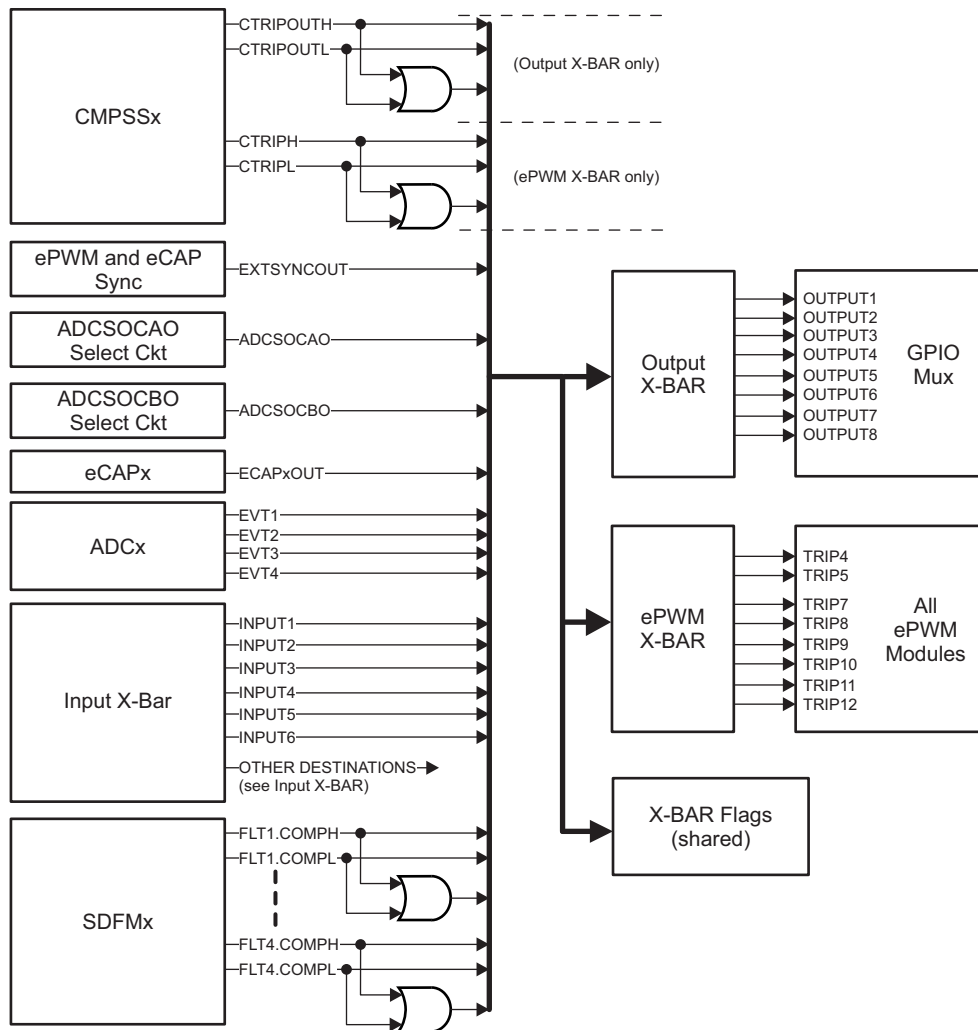 CTRIPOUTH
CTRIPOUTL
(Output X-BAR only)
CMPSSx
CTRIPH
CTRIPL
(ePWM X-BAR only)
ePWM and eCAP
Sync
EXTSYNCOUT
ADCSOCAO
Select Ckt
ADCSOCAO
ADCSOCBO
Select Ckt
ADCSOCBO
eCAPx
ECAPxOUT
ADCx
EVT1
EVT2
EVT3
EVT4
Input X-Bar
INPUT1
INPUT2
INPUT3
INPUT4
INPUT5
INPUT6
OTHER DESTINATIONS
(see Input X-BAR)
SDFMx
FLT1.COMPH
FLT1.COMPL
FLT4.COMPH
FLT4.COMPL
Output
X-BAR
OUTPUT1
OUTPUT2
OUTPUT3
OUTPUT4
OUTPUT5
OUTPUT6
OUTPUT7
OUTPUT8
GPIO
Mux
ePWM
X-BAR
TRIP4
TRIP5
TRIP7
TRIP8
TRIP9
TRIP10
TRIP11
TRIP12
All
ePWM
Modules
X-BAR Flags
(shared)